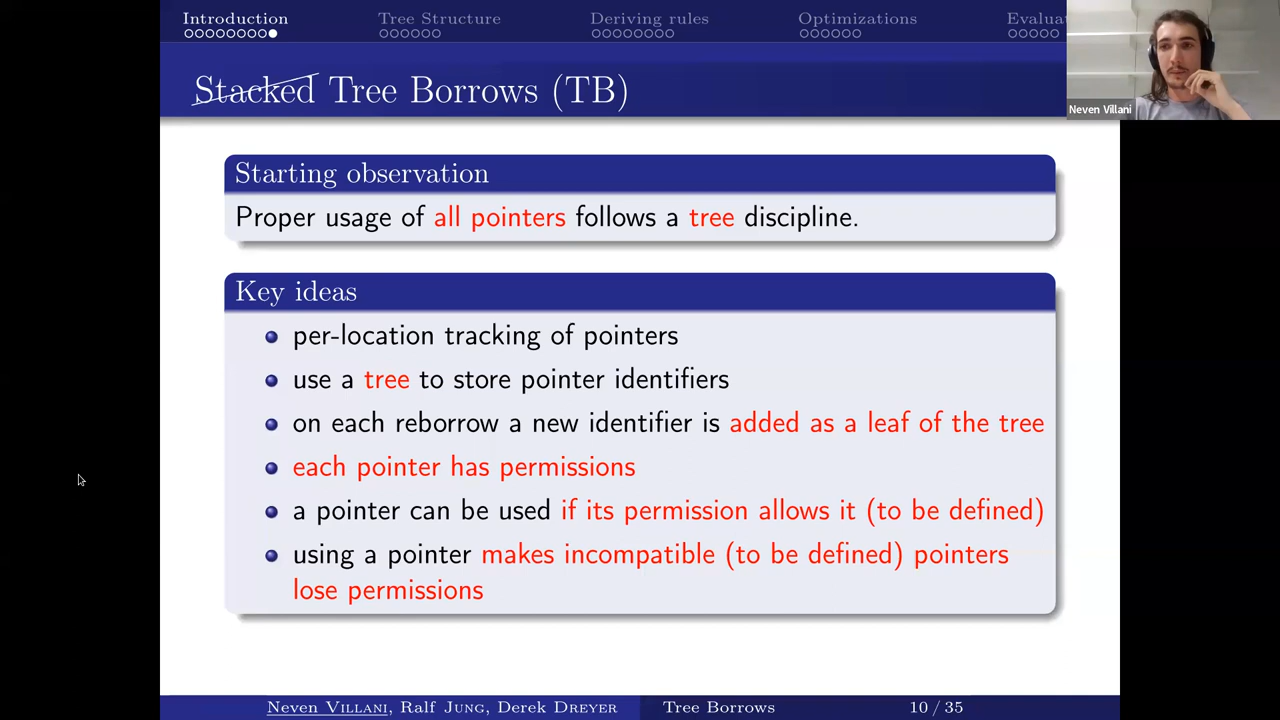 Introduction Tree Structure Deriving rules Optimizations Evalua
Stacked Tree Borrows (TB)
Neven Villani
Starting observation
Proper usage of all pointers follows a tree discipline.
Key ideas
per-location tracking of pointers
use a tree to store pointer identifiers
on each reborrow a new identifier is added as a leaf of the tree
each pointer has permissions
a pointer can be used if its permission allows it (to be defined)
using a pointer makes incompatible (to be defined) pointers
lose permissions
Neven Villani, Ralf Jung, Derek Dreyer Tree Borrows 10 / 35